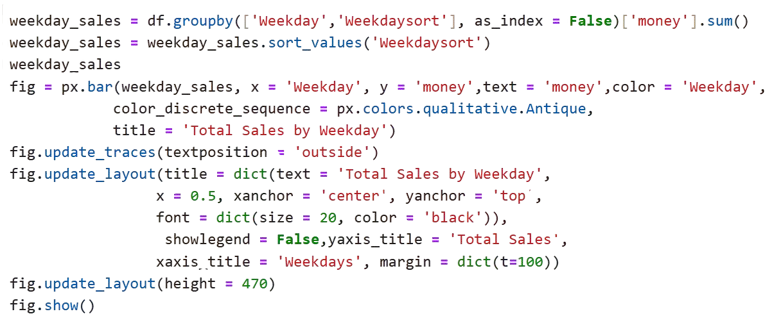 weekday_sales = df.groupby(['Weekday','Weekdaysort'], as_index = False)['money'].sum()
weekday_sales = weekday_sales.sort_values('Weekdaysort')
weekday_sales
fig = px.bar(weekday_sales, x = 'Weekday', y = 'money',text = 'money',color = 'Weekday',
color_discrete_sequence = px.colors.qualitative.Antique,
title = 'Total Sales by Weekday')
fig.update_traces(textposition = 'outside')
fig.update_layout(title = dict(text = 'Total Sales by Weekday',
x = 0.5, xanchor = 'center', yanchor = 'top',
font = dict(size = 20, color = 'black')),
showlegend = False,yaxis_title = 'Total Sales',
xaxis_title = 'Weekdays', margin = dict(t=100))
fig.update_layout(height = 470)
fig.show()